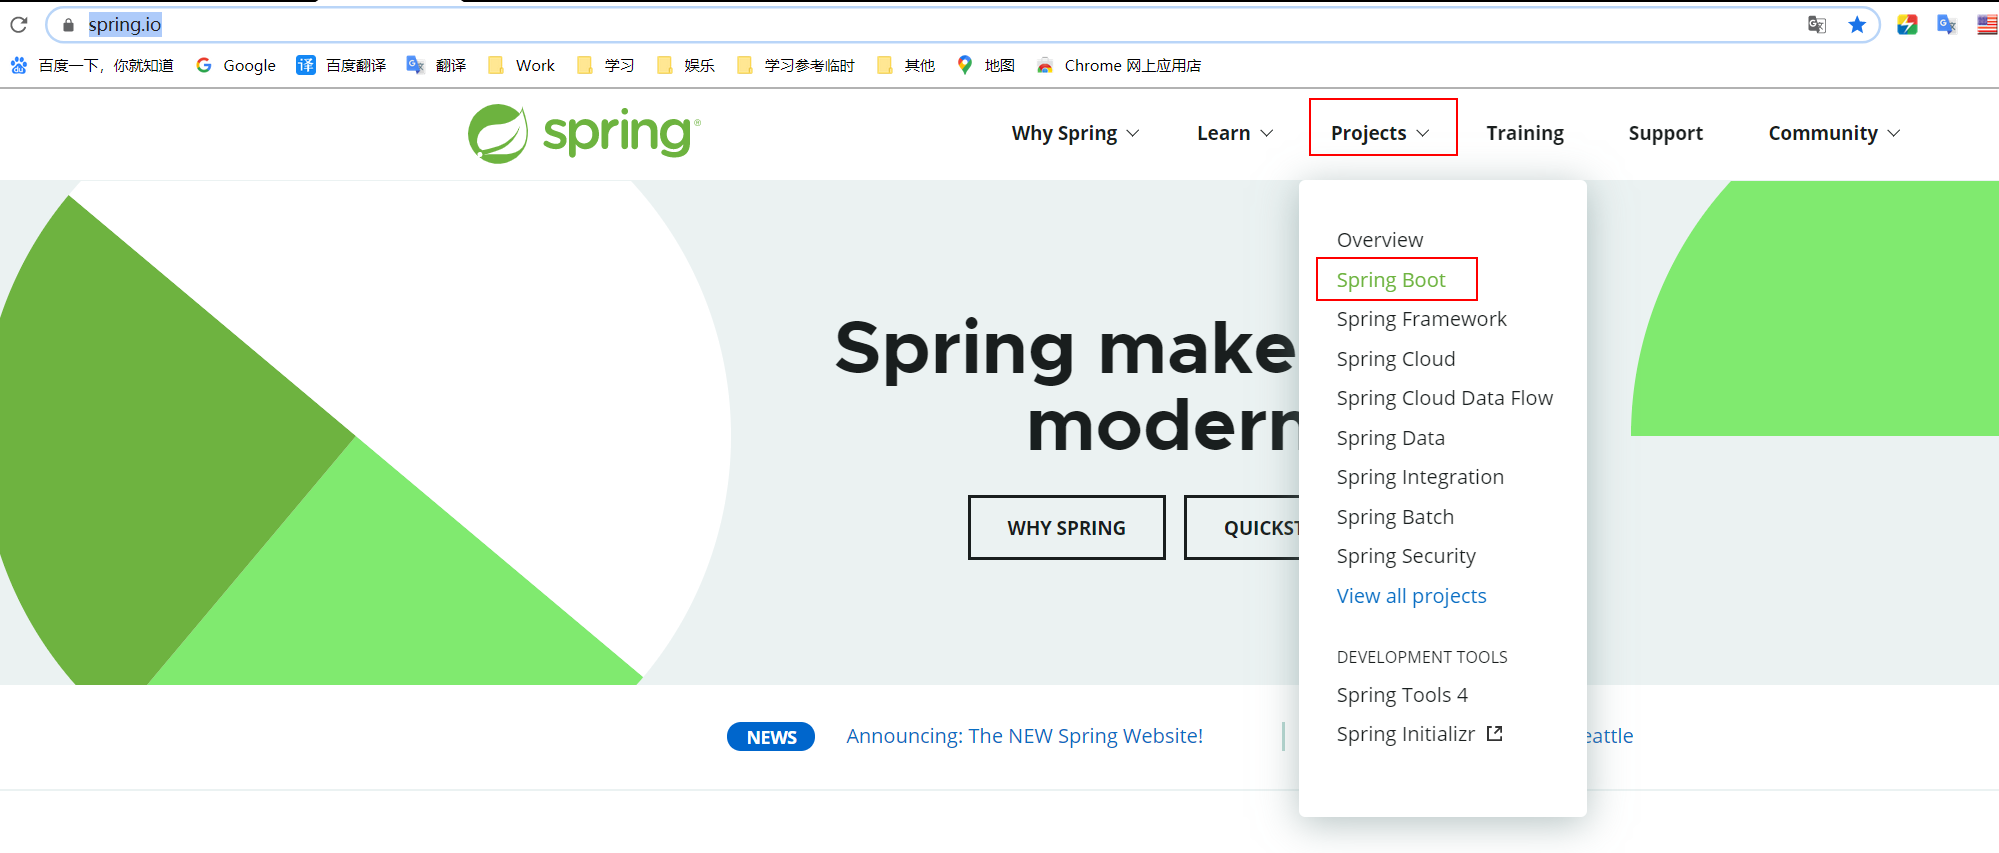 spring.io
百度一下，你就知道 Google 译 百度翻译 翻译 Work 学习 娱乐 学习参考临时 其他 地图 Chrome 网上应用店
spring®
Why Spring Learn Projects Training Support Community
Overview
Spring Boot
Spring Framework
Spring Cloud
Spring Cloud Data Flow
Spring Data
Spring Integration
Spring Batch
Spring Security
View all projects
DEVELOPMENT TOOLS
Spring Tools 4
Spring Initializr
Spring make
modern
WHY SPRING QUICKST
NEWS Announcing: The NEW Spring Website! eattle